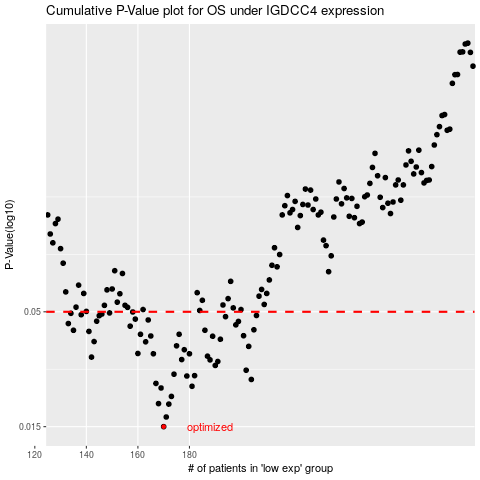 Cumulative P-Value plot for OS under IGDCC4 expression
P-Value(log10)
0.05
0.015
optimized
120 140 160 180
# of patients in 'low exp' group